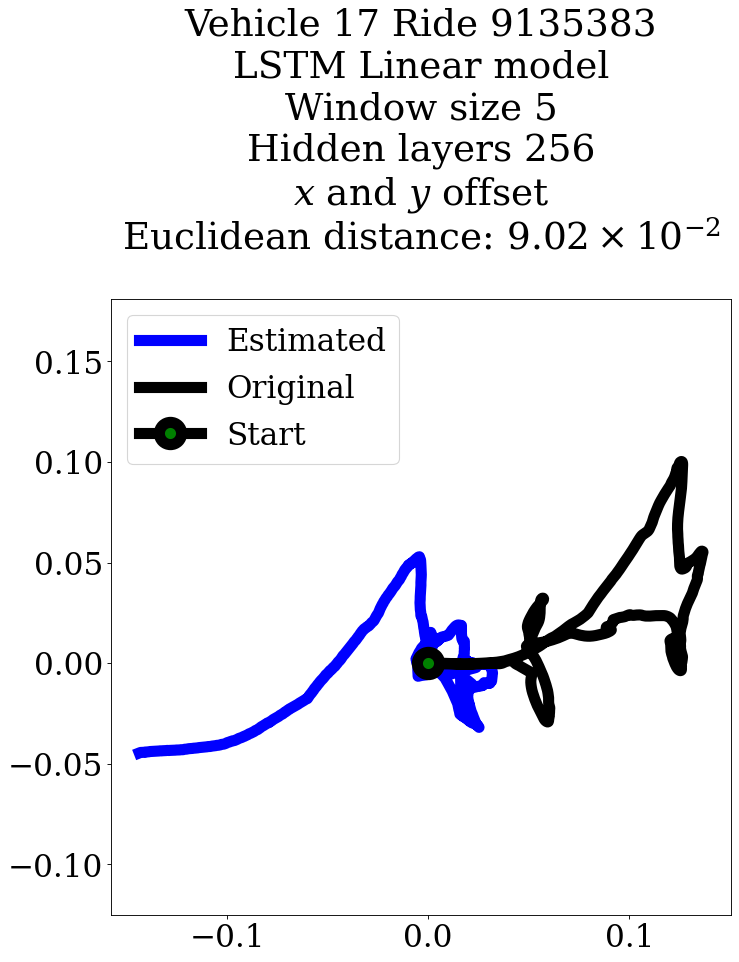 Vehicle 17 Ride 9135383
LSTM Linear model
Window size 5
Hidden layers 256
x and y offset
Euclidean distance: 9.02 × 10⁻²
Estimated
Original
Start
0.15
0.10
0.05
0.00
−0.05
−0.10
−0.1
0.0
0.1